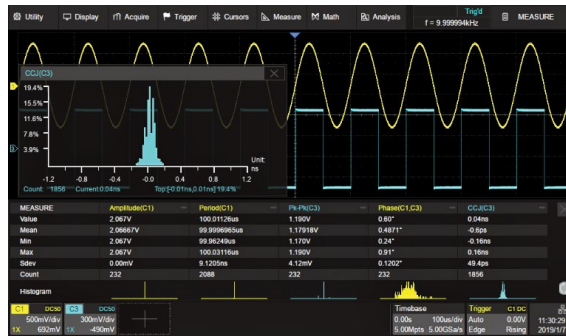 Utility Display Acquire Trigger Cursors Measure Math Analysis Trig'd f = 9.999994kHz MEASURE
CCJ(C3)
19.4%
15.5%
11.6%
7.8%
3.9%
Unit:
ns
-1.2 -0.8 -0.4 -0.0 0.4 0.8 1.2
Count: 1856 Current:0.04ns Top:[-0.01ns,0.01ns] 19.4%
MEASURE Amplitude(C1) Period(C1) Pk-Pk(C3) Phase(C1,C3) CCJ(C3)
Value 2.067V 100.01126us 1.190V 0.60° 0.04ns
Mean 2.06667V 99.9996965us 1.17918V 0.4871° -0.6ps
Min 2.067V 99.96249us 1.170V 0.24° -0.16ns
Max 2.067V 100.03116us 1.190V 0.91° 0.16ns
Sdev 0.00mV 9.1205ns 4.12mV 0.1202° 49.4ps
Count 232 2088 232 232 1856
Histogram
C1 DC50 C3 DC50 Timebase Trigger C1 DC
500mV/div 300mV/div 0.00s 100us/div Auto 0.00V 11:30:29
1X 692mV 1X -490mV 5.00Mpts 5.00GSa/s Edge Rising 2019/1/7